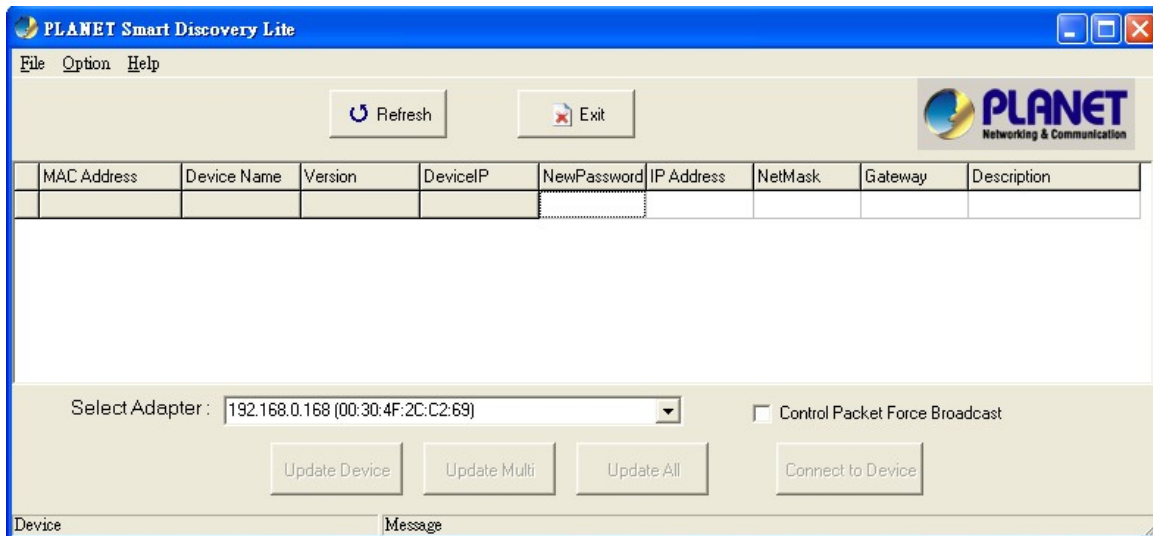 PLANET Smart Discovery Lite
File Option Help
Refresh Exit
PLANET
Networking & Communication
MAC Address Device Name Version DeviceIP NewPassword IP Address NetMask Gateway Description
Select Adapter : 192.168.0.168 (00:30:4F:2C:C2:69) Control Packet Force Broadcast
Update Device Update Multi Update All Connect to Device
Device Message